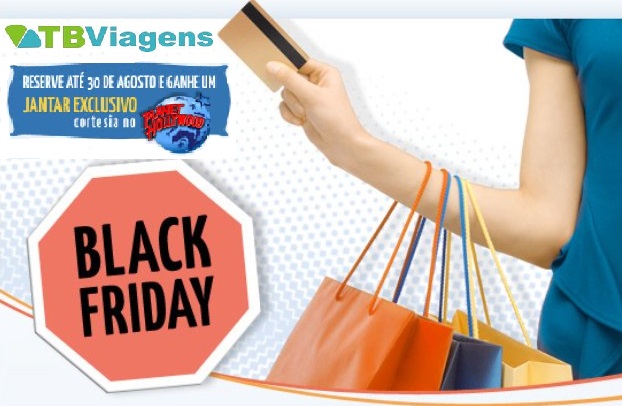 TBViagens
RESERVE ATÉ 30 DE AGOSTO E GANHE UM
JANTAR EXCLUSIVO
cortesia no
PLANET
HOLLYWOOD
BLACK
FRIDAY